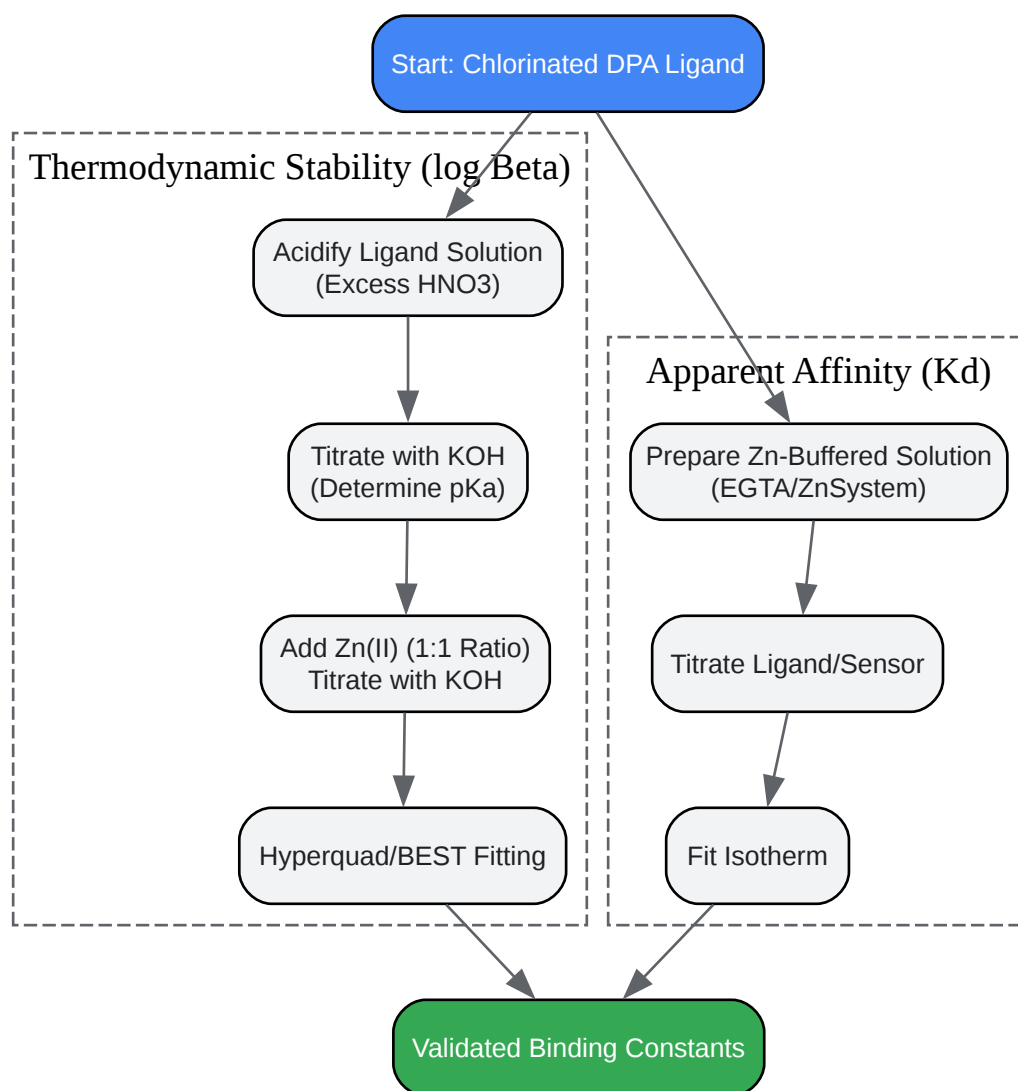 Start: Chlorinated DPA Ligand
Thermodynamic Stability (log Beta)
Acidify Ligand Solution
(Excess HNO3)
Titrate with KOH
(Determine pKa)
Add Zn(II) (1:1 Ratio)
Titrate with KOH
Hyperquad/BEST Fitting
Apparent Affinity (Kd)
Prepare Zn-Buffered Solution
(EGTA/ZnSystem)
Titrate Ligand/Sensor
Fit Isotherm
Validated Binding Constants